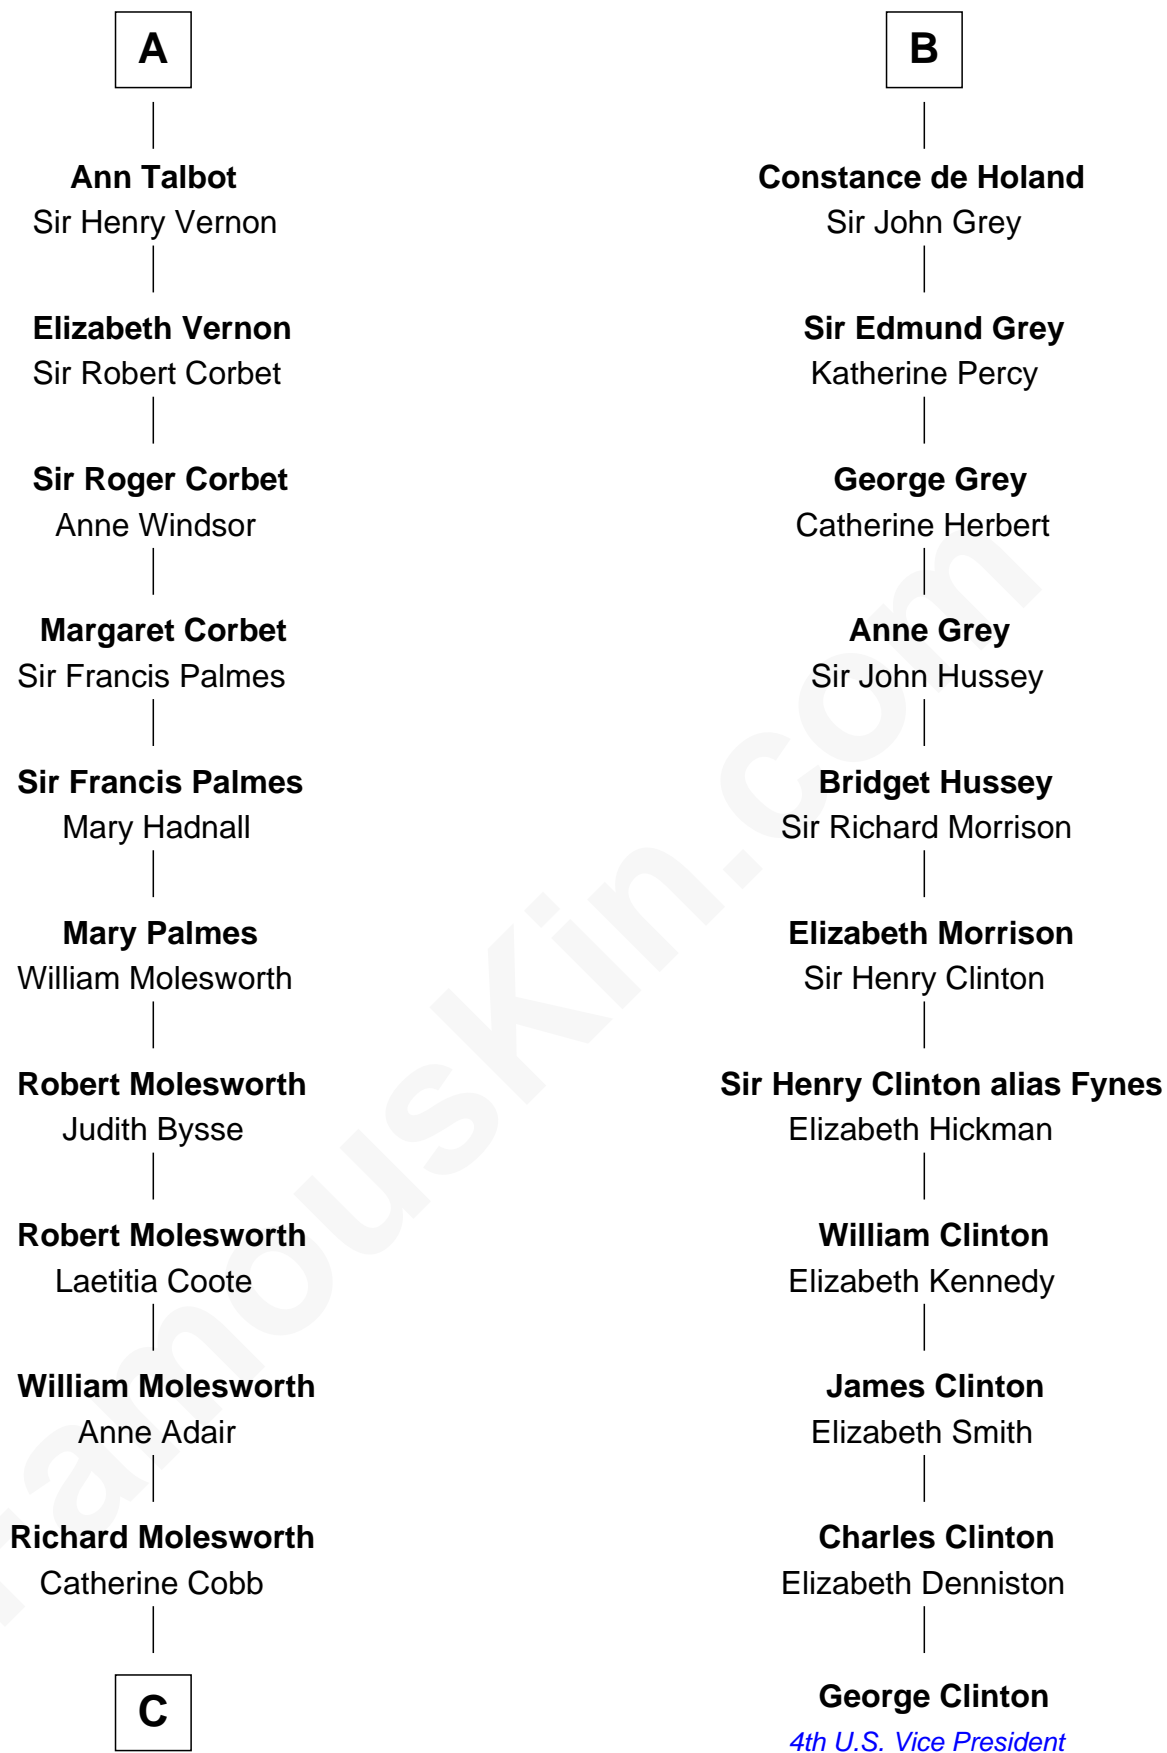 A
Ann Talbot
Sir Henry Vernon
Elizabeth Vernon
Sir Robert Corbet
Sir Roger Corbet
Anne Windsor
Margaret Corbet
Sir Francis Palmes
Sir Francis Palmes
Mary Hadnall
Mary Palmes
William Molesworth
Robert Molesworth
Judith Bysse
Robert Molesworth
Laetitia Coote
William Molesworth
Anne Adair
Richard Molesworth
Catherine Cobb
C
B
Constance de Holand
Sir John Grey
Sir Edmund Grey
Katherine Percy
George Grey
Catherine Herbert
Anne Grey
Sir John Hussey
Bridget Hussey
Sir Richard Morrison
Elizabeth Morrison
Sir Henry Clinton
Sir Henry Clinton alias Fynes
Elizabeth Hickman
William Clinton
Elizabeth Kennedy
James Clinton
Elizabeth Smith
Charles Clinton
Elizabeth Denniston
George Clinton
4th U.S. Vice President
FamousKin.com